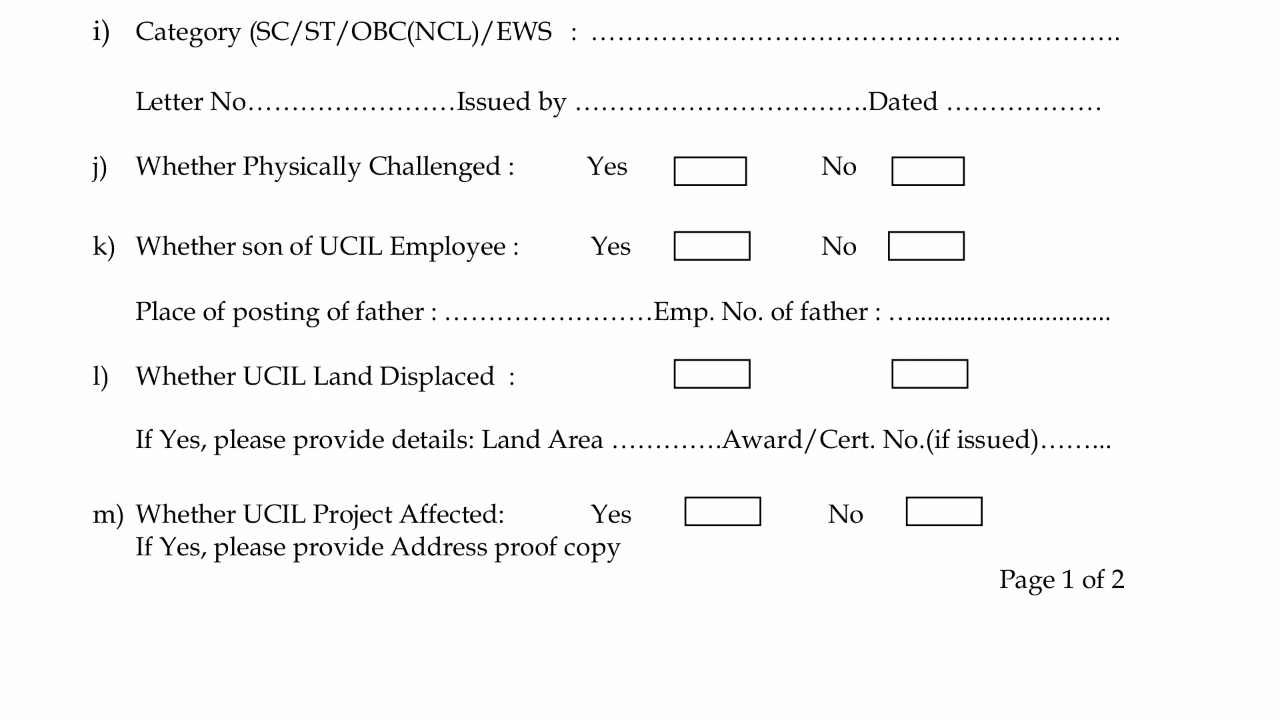 i) Category (SC/ST/OBC(NCL)/EWS : ……………………………………………………….
Letter No……………………Issued by …………………………….Dated ………………
j) Whether Physically Challenged : Yes No
k) Whether son of UCIL Employee : Yes No
Place of posting of father : ……………………Emp. No. of father : …..............................
l) Whether UCIL Land Displaced :
If Yes, please provide details: Land Area ………….Award/Cert. No.(if issued)……...
m) Whether UCIL Project Affected: Yes No
If Yes, please provide Address proof copy
Page 1 of 2